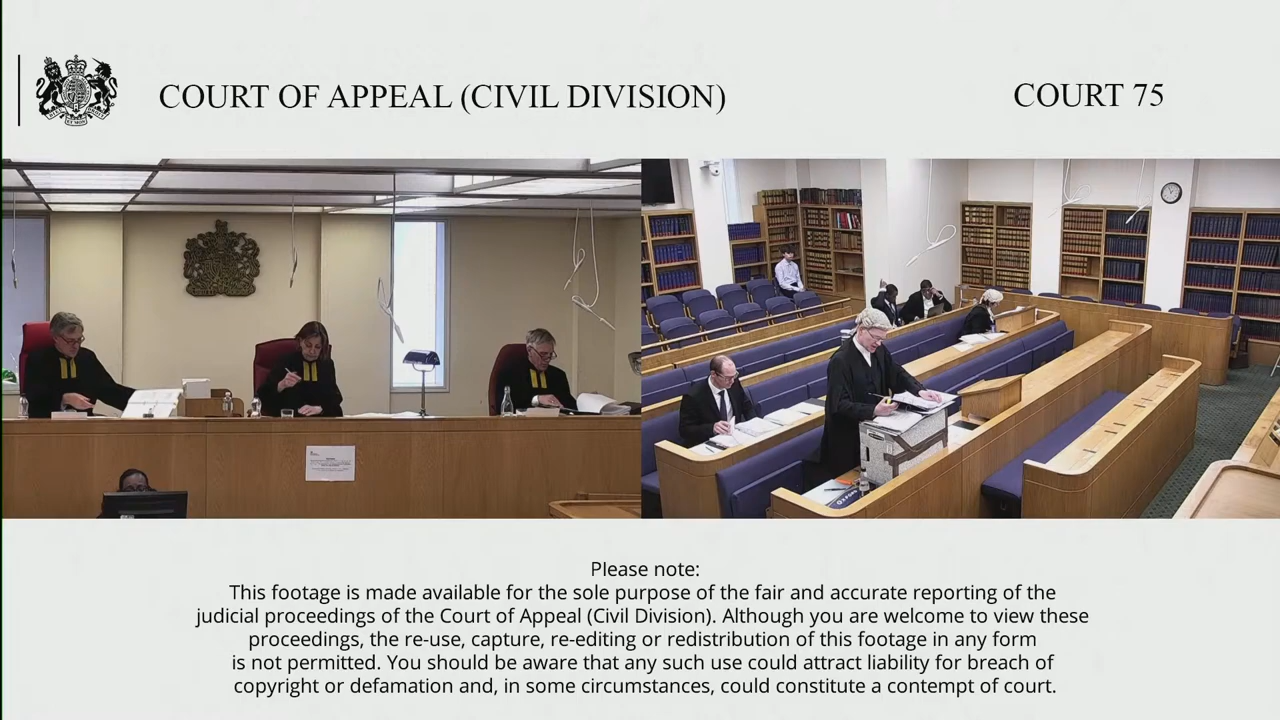 COURT OF APPEAL (CIVIL DIVISION)
COURT 75
Please note:
This footage is made available for the sole purpose of the fair and accurate reporting of the
judicial proceedings of the Court of Appeal (Civil Division). Although you are welcome to view these
proceedings, the re-use, capture, re-editing or redistribution of this footage in any form
is not permitted. You should be aware that any such use could attract liability for breach of
copyright or defamation and, in some circumstances, could constitute a contempt of court.